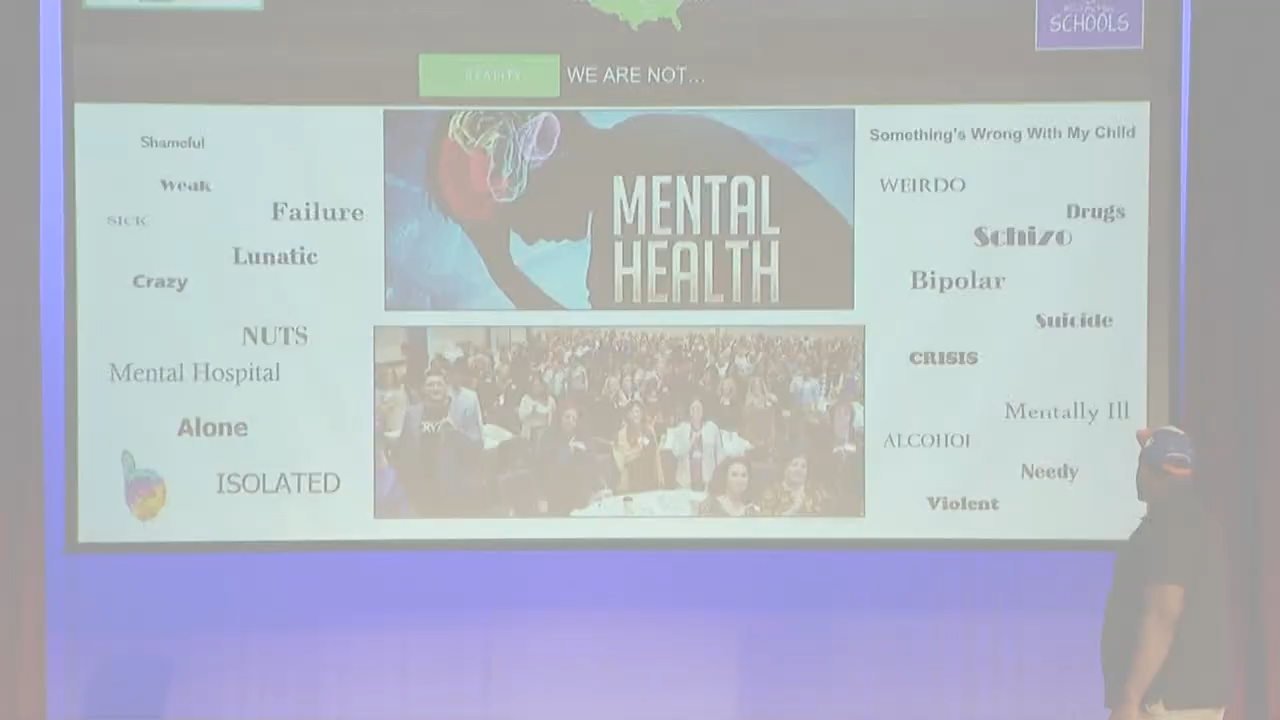 SCHOOLS
REALITY
WE ARE NOT...
Shameful
Weak
SICK
Failure
Lunatic
Crazy
NUTS
Mental Hospital
Alone
ISOLATED
MENTAL
HEALTH
Something's Wrong With My Child
WEIRDO
Drugs
Schizo
Bipolar
Suicide
CRISIS
Mentally Ill
ALCOHOL
Needy
Violent